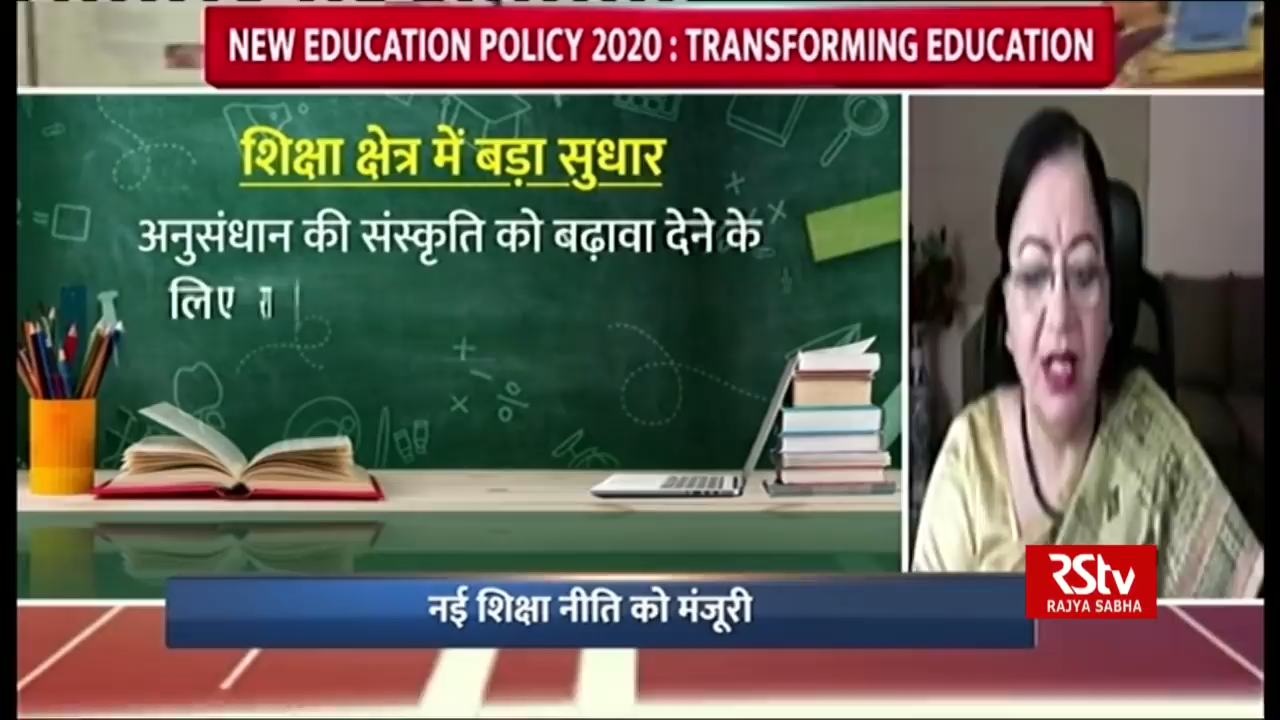 NEW EDUCATION POLICY 2020 : TRANSFORMING EDUCATION
शिक्षा क्षेत्र में बड़ा सुधार
अनुसंधान की संस्कृति को बढ़ावा देने के
लिए
नई शिक्षा नीति को मंजूरी
RStv
RAJYA SABHA